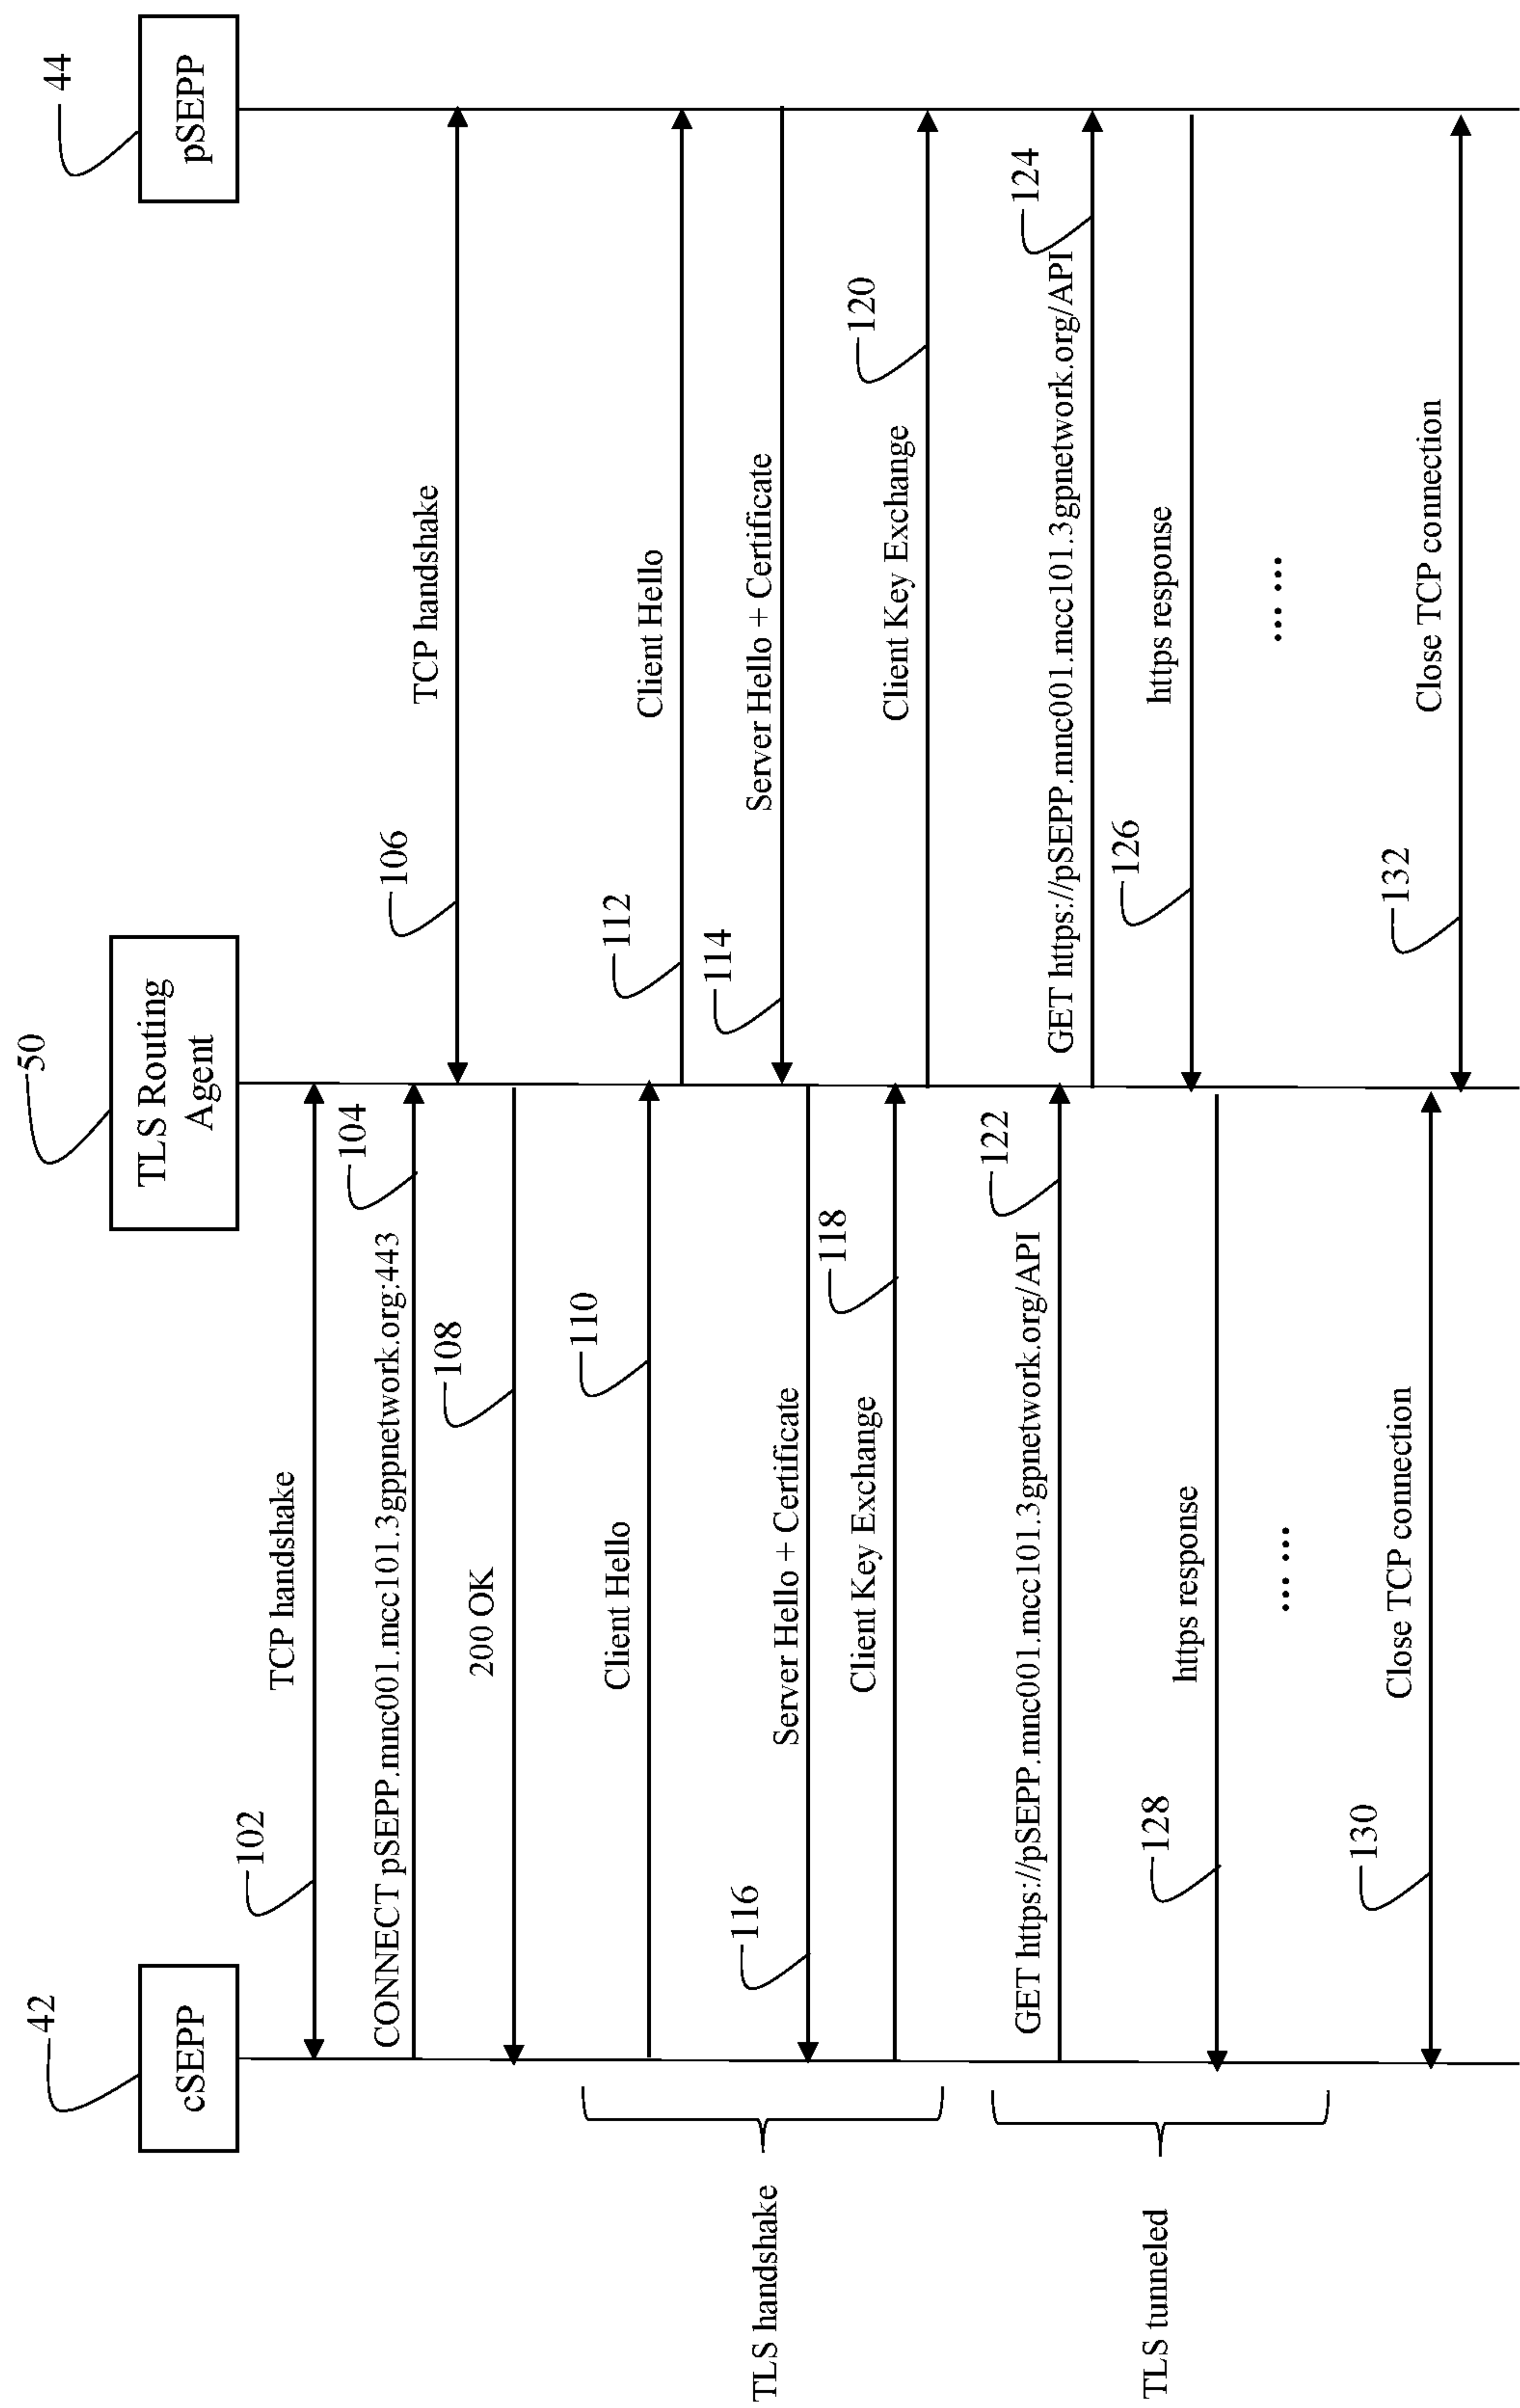 42
cSEPP
50
TLS Routing
Agent
44
pSEPP
102
TCP handshake
104
CONNECT pSEPP.mnc001.mcc101.3gppnetwork.org:443
106
TCP handshake
108
200 OK
110
Client Hello
112
Client Hello
114
Server Hello + Certificate
116
Server Hello + Certificate
118
Client Key Exchange
120
Client Key Exchange
TLS handshake
122
GET https://pSEPP.mnc001.mcc101.3gpnetwork.org/API
124
GET https://pSEPP.mnc001.mcc101.3gpnetwork.org/API
126
https response
128
https response
... ...
... ...
TLS tunneled
130
Close TCP connection
132
Close TCP connection